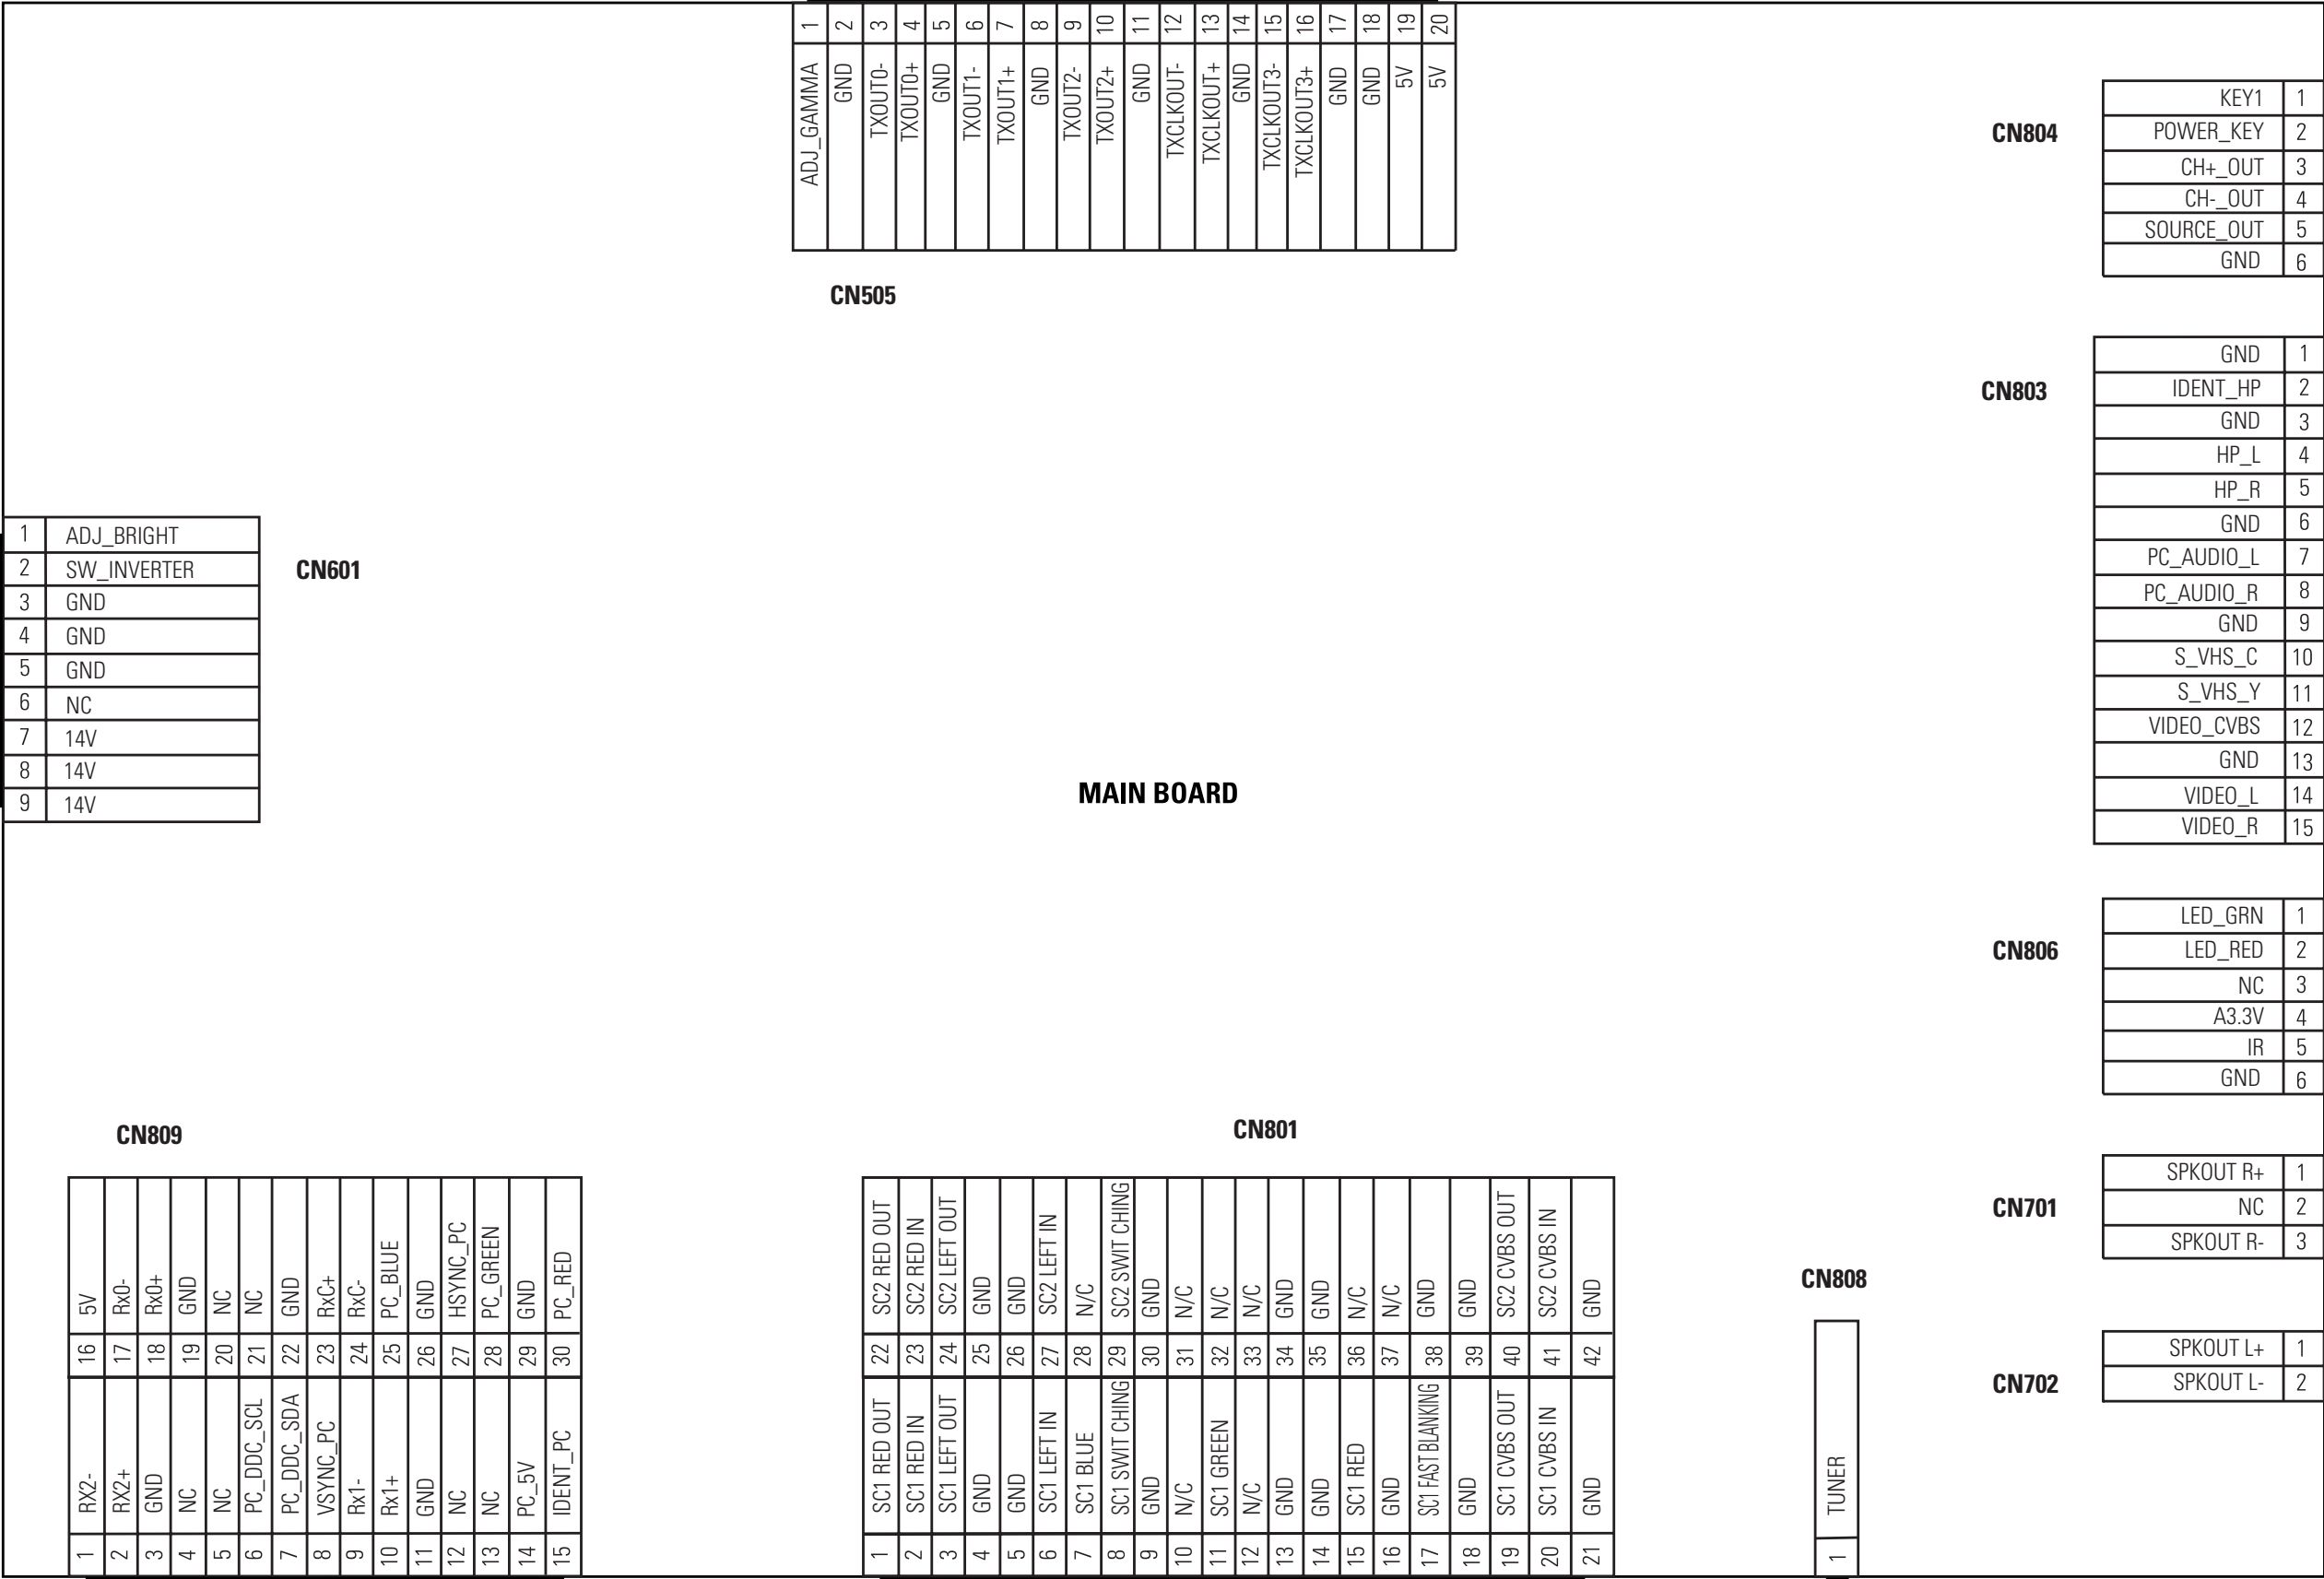 1 ADJ_GAMMA
2 GND
3 TXOUT0-
4 TXOUT0+
5 GND
6 TXOUT1-
7 TXOUT1+
8 GND
9 TXOUT2-
10 TXOUT2+
11 GND
12 TXCLKOUT-
13 TXCLKOUT+
14 GND
15 TXCLKOUT3-
16 TXCLKOUT3+
17 GND
18 GND
19 5V
20 5V
CN505
CN804
KEY1 1
POWER_KEY 2
CH+_OUT 3
CH-_OUT 4
SOURCE_OUT 5
GND 6
CN803
GND 1
IDENT_HP 2
GND 3
HP_L 4
HP_R 5
GND 6
PC_AUDIO_L 7
PC_AUDIO_R 8
GND 9
S_VHS_C 10
S_VHS_Y 11
VIDEO_CVBS 12
GND 13
VIDEO_L 14
VIDEO_R 15
1 ADJ_BRIGHT
2 SW_INVERTER
3 GND
4 GND
5 GND
6 NC
7 14V
8 14V
9 14V
CN601
MAIN BOARD
CN806
LED_GRN 1
LED_RED 2
NC 3
A3.3V 4
IR 5
GND 6
CN809
16 5V
17 Rx0-
18 Rx0+
19 GND
20 NC
21 NC
22 GND
23 RxC+
24 RxC-
25 PC_BLUE
26 GND
27 HSYNC_PC
28 PC_GREEN
29 GND
30 PC_RED
1 RX2-
2 RX2+
3 GND
4 NC
5 NC
6 PC_DDC_SCL
7 PC_DDC_SDA
8 VSYNC_PC
9 Rx1-
10 Rx1+
11 GND
12 NC
13 NC
14 PC_5V
15 IDENT_PC
CN801
22 SC2 RED OUT
23 SC2 RED IN
24 SC2 LEFT OUT
25 GND
26 GND
27 SC2 LEFT IN
28 N/C
29 SC2 SWIT CHING
30 GND
31 N/C
32 N/C
33 N/C
34 GND
35 GND
36 N/C
37 N/C
38 GND
39 GND
40 SC2 CVBS OUT
41 SC2 CVBS IN
42 GND
1 SC1 RED OUT
2 SC1 RED IN
3 SC1 LEFT OUT
4 GND
5 GND
6 SC1 LEFT IN
7 SC1 BLUE
8 SC1 SWIT CHING
9 GND
10 N/C
11 SC1 GREEN
12 N/C
13 GND
14 GND
15 SC1 RED
16 GND
17 SC1 FAST BLANKING
18 GND
19 SC1 CVBS OUT
20 SC1 CVBS IN
21 GND
CN701
SPKOUT R+ 1
NC 2
SPKOUT R- 3
CN808
1 TUNER
CN702
SPKOUT L+ 1
SPKOUT L- 2